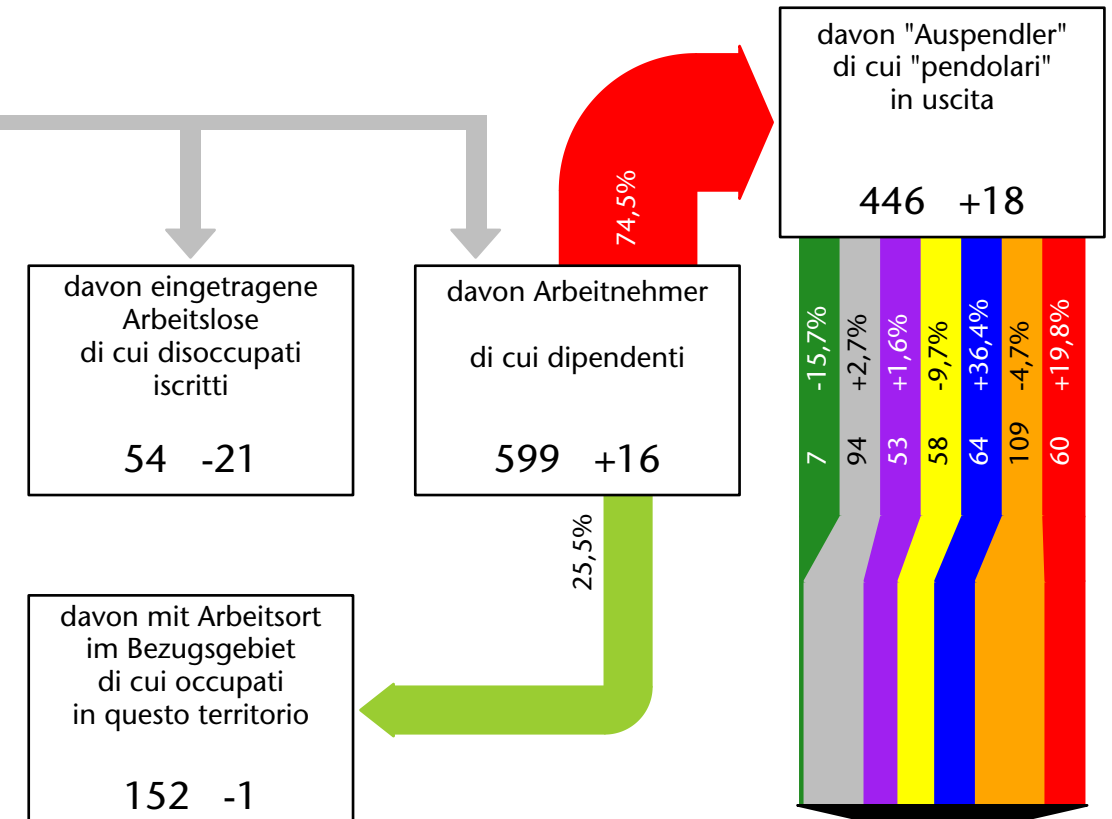 davon "Auspendler"
di cui "pendolari"
in uscita
446 +18
74,5%
davon eingetragene
Arbeitslose
di cui disoccupati
iscritti
54 -21
davon Arbeitnehmer
di cui dipendenti
599 +16
7 -15,7%
94 +2,7%
53 +1,6%
58 -9,7%
64 +36,4%
109 -4,7%
60 +19,8%
25,5%
davon mit Arbeitsort
im Bezugsgebiet
di cui occupati
in questo territorio
152 -1